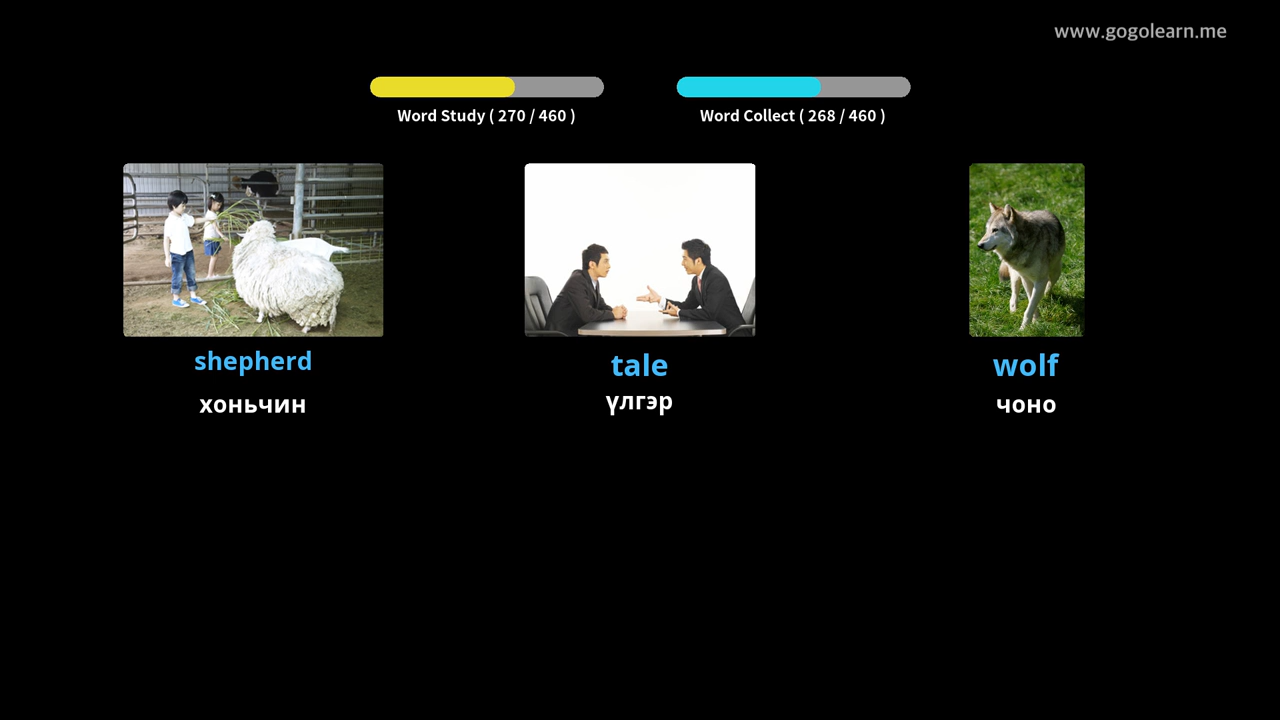 www.gogolearn.me
Word Study ( 270 / 460 )
Word Collect ( 268 / 460 )
shepherd
хоньчин
tale
үлгэр
wolf
чоно